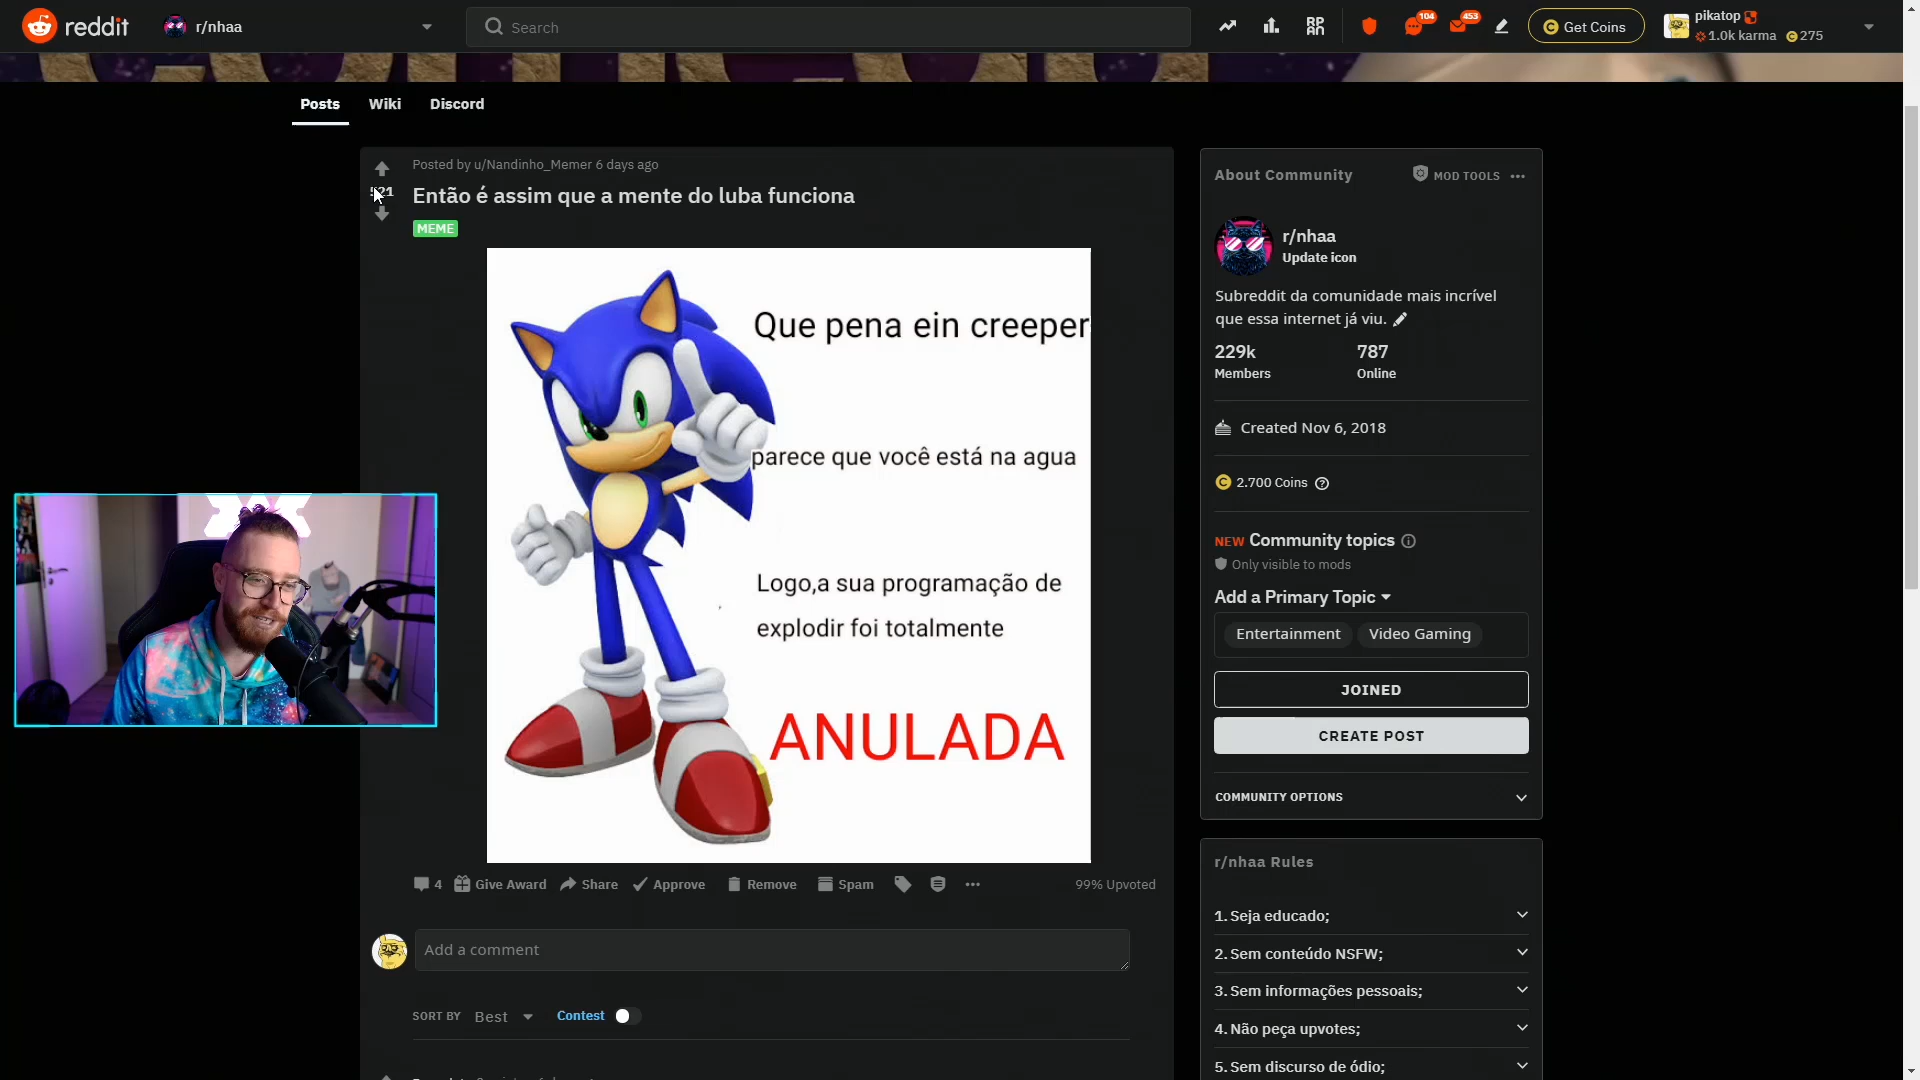 reddit
r/nhaa
Search
RPAN
104
453
Get Coins
pikatop
1.0k karma
275
Posts
Wiki
Discord
Posted by u/Nandinho_Memer 6 days ago
Então é assim que a mente do luba funciona
MEME
Que pena ein creeper
parece que você está na agua
Logo,a sua programação de
explodir foi totalmente
ANULADA
4
Give Award
Share
Approve
Remove
Spam
99% Upvoted
Add a comment
SORT BY Best
Contest
About Community
MOD TOOLS
r/nhaa
Update icon
Subreddit da comunidade mais incrível
que essa internet já viu.
229k 787
Members Online
Created Nov 6, 2018
2.700 Coins
NEW Community topics
Only visible to mods
Add a Primary Topic
Entertainment Video Gaming
JOINED
CREATE POST
COMMUNITY OPTIONS
r/nhaa Rules
1. Seja educado;
2. Sem conteúdo NSFW;
3. Sem informações pessoais;
4. Não peça upvotes;
5. Sem discurso de ódio;